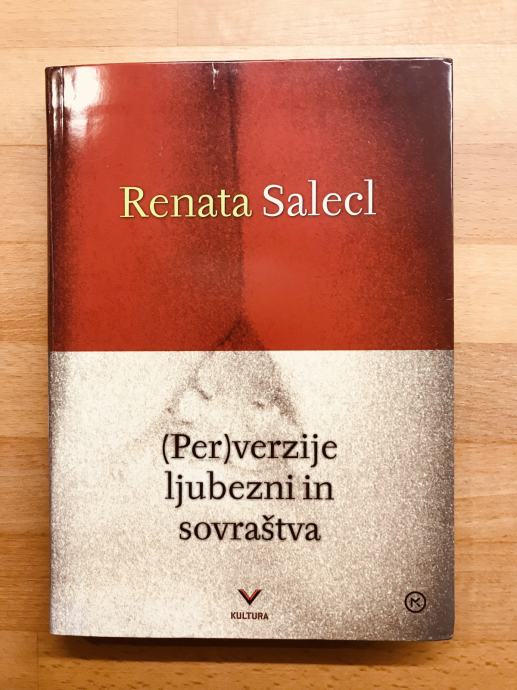 Renata Salecl
(Per)verzije
ljubezni in
sovraštva
KULTURA